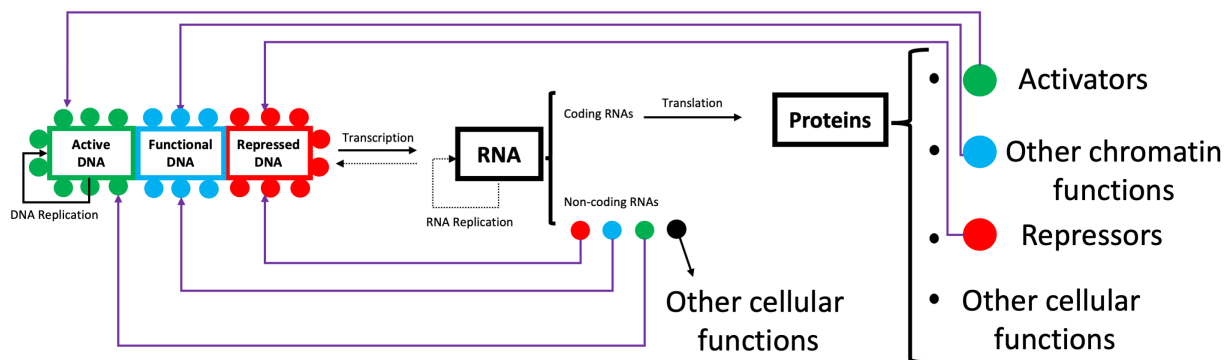 Active
DNA
Functional
DNA
Repressed
DNA
DNA Replication
Transcription
RNA
RNA Replication
Coding RNAs
Translation
Non-coding RNAs
Other cellular
functions
Proteins
Activators
Other chromatin
functions
Repressors
Other cellular
functions